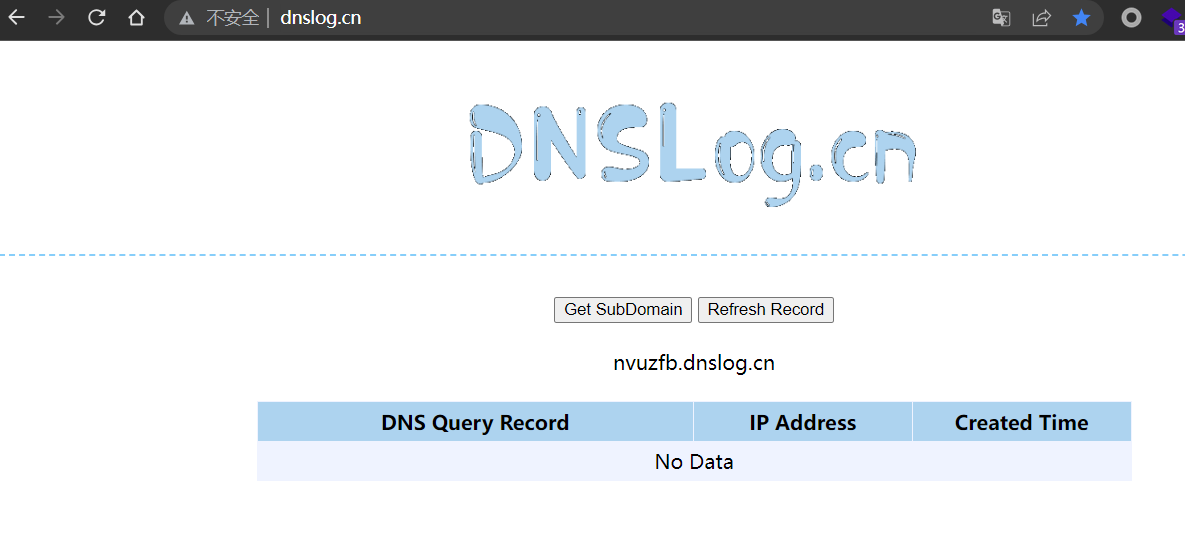 不安全 dnslog.cn
3
DNSLog.cn
Get SubDomain Refresh Record
nvuzfb.dnslog.cn
DNS Query Record IP Address Created Time
No Data